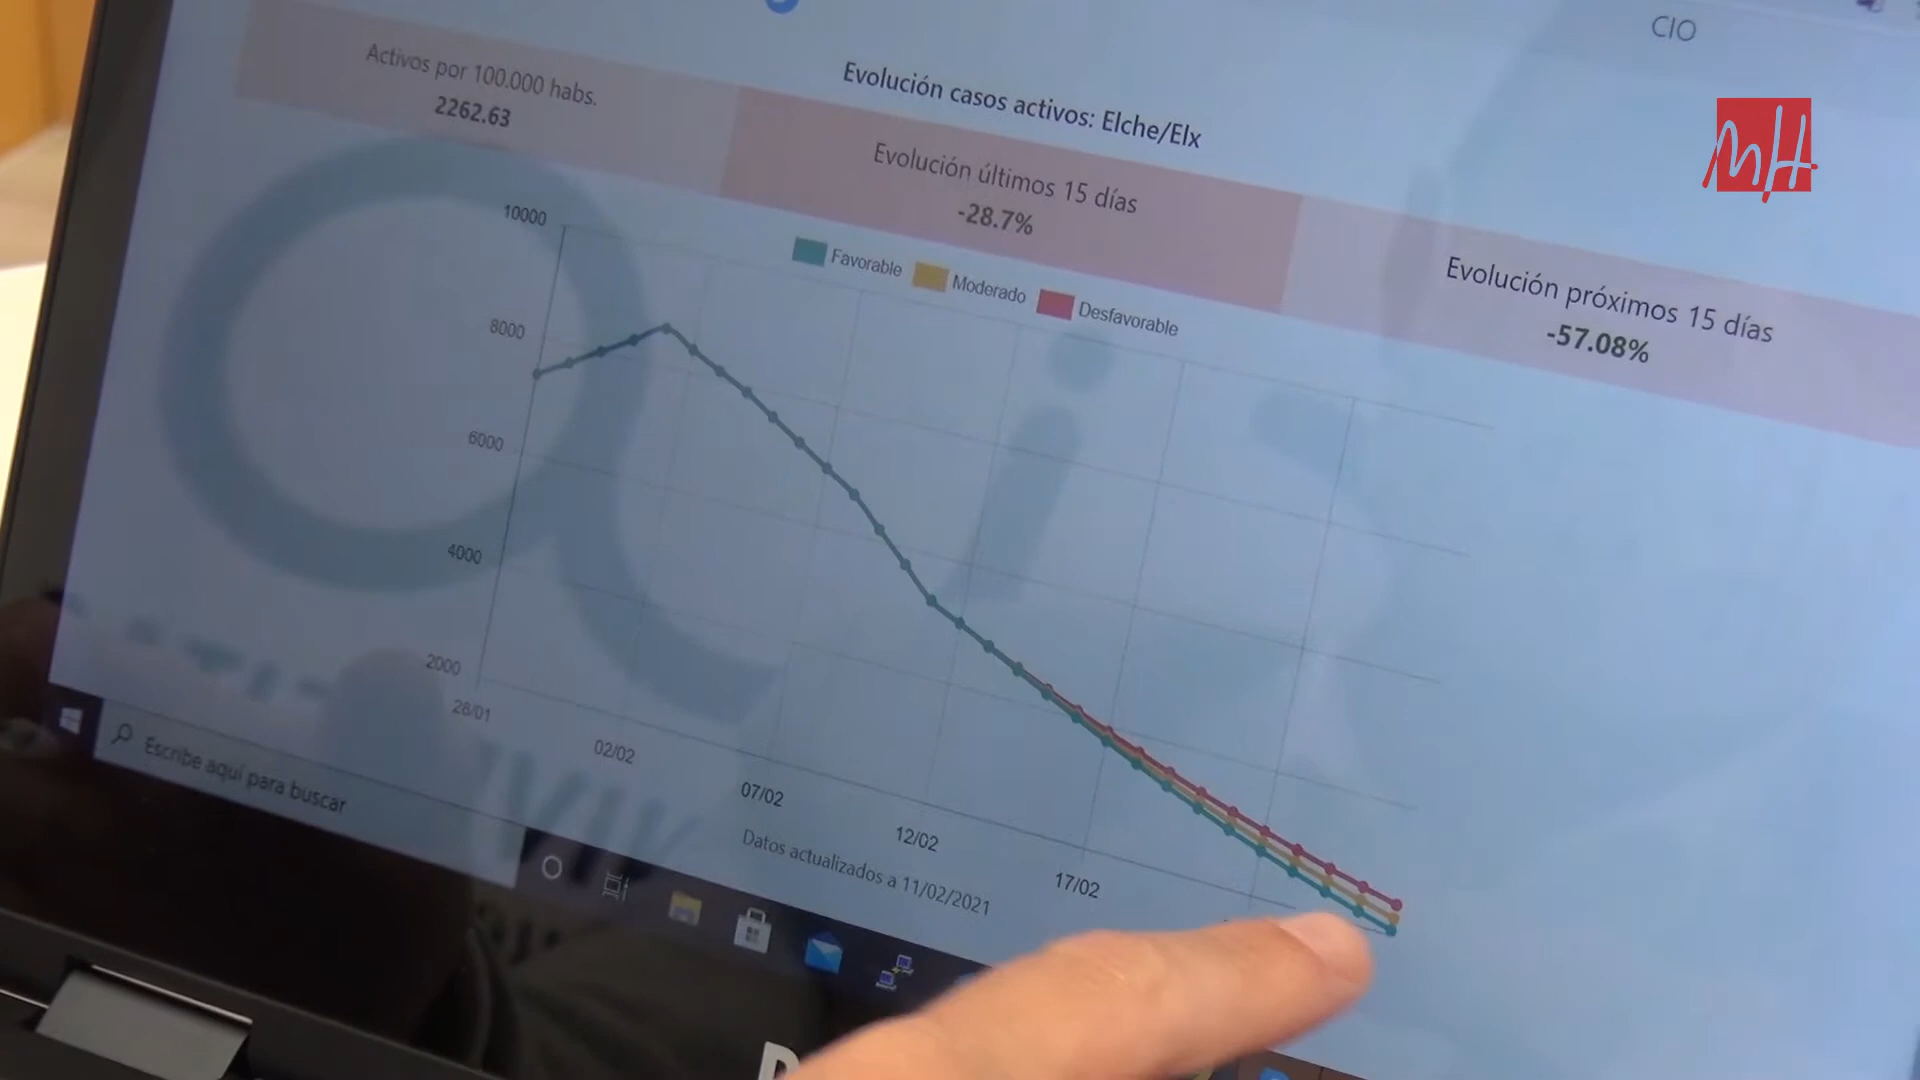 CIO
Evolución casos activos: Elche/Elx
Activos por 100.000 habs.
2262.63
Evolución últimos 15 días
-28.7%
Evolución próximos 15 días
-57.08%
Favorable
Moderado
Desfavorable
10000
8000
6000
4000
2000
28/01
02/02
07/02
12/02
17/02
Datos actualizados a 11/02/2021
Escribe aquí para buscar
MH